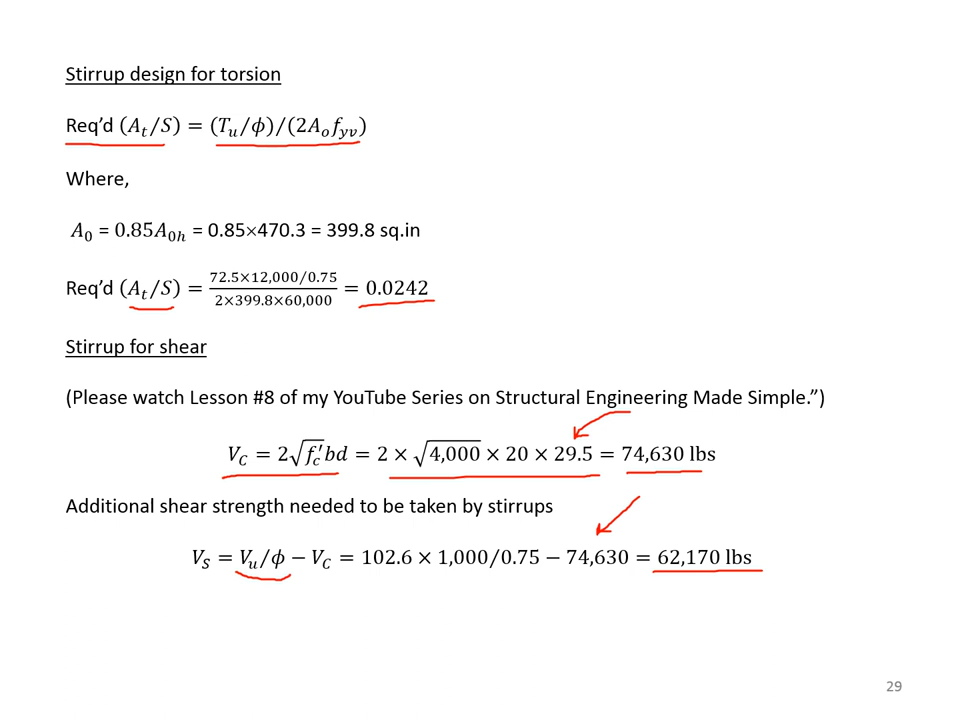 Stirrup design for torsion
Req'd (A_t/S) = (T_u/ϕ)/(2A_o f_yv)
Where,
A_0 = 0.85A_0h = 0.85×470.3 = 399.8 sq.in
Req'd (A_t/S) = (72.5×12,000/0.75)/(2×399.8×60,000) = 0.0242
Stirrup for shear
(Please watch Lesson #8 of my YouTube Series on Structural Engineering Made Simple.”)
V_C = 2√f_c′ bd = 2 × √4,000 × 20 × 29.5 = 74,630 lbs
Additional shear strength needed to be taken by stirrups
V_S = V_u/ϕ − V_C = 102.6 × 1,000/0.75 − 74,630 = 62,170 lbs
29